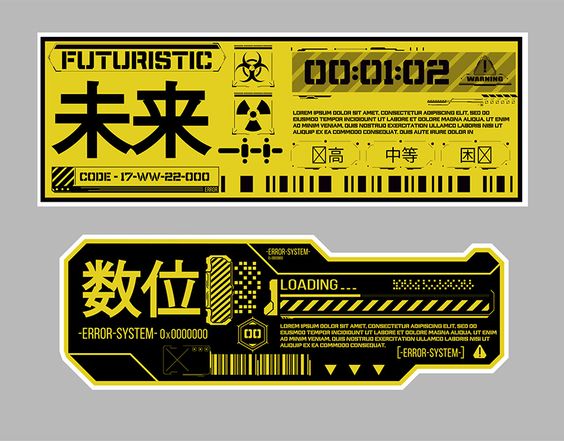 FUTURISTIC
未来
CODE - 17-WW-22-000
ERROR
00:01:02
WARNING
LOREM IPSUM DOLOR SIT AMET, CONSECTETUR ADIPISCING ELIT, SED DO
EIUSMOD TEMPOR INCIDIDUNT UT LABORE ET DOLORE MAGNA ALIQUA. UT ENIM
AD MINIM VENIAM, QUIS NOSTRUD EXERCITATION ULLAMCO LABORIS NISI UT
ALIQUIP EX EA COMMODO CONSEQUAT. DUIS AUTE IRURE DOLOR IN
高
中等
困
数位
-ERROR-SYSTEM- 0x0000000
-ERROR-SYSTEM-
00
LOADING...
LOREM IPSUM DOLOR SIT AMET, CONSECTETUR ADIPISCING ELIT, SED DO
EIUSMOD TEMPOR INCIDIDUNT UT LABORE ET DOLORE MAGNA ALIQUA. UT
ENIM AD MINIM VENIAM, QUIS NOSTRUD EXERCITATION ULLAMCO LABORIS
NISI UT ALIQUIP EX EA COMMODO CONSEQUAT.
[-ERROR-SYSTEM-]